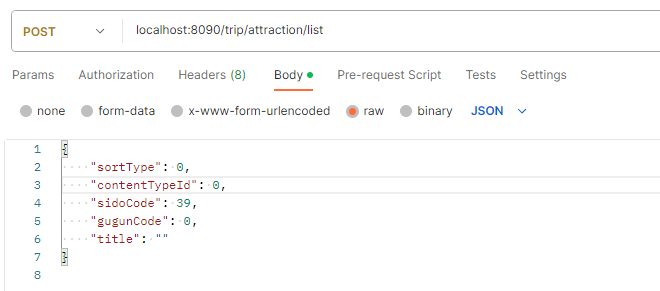 POST localhost:8090/trip/attraction/list
Params Authorization Headers (8) Body Pre-request Script Tests Settings
none form-data x-www-form-urlencoded raw binary JSON
1 {
2 "sortType": 0,
3 "contentTypeId": 0,
4 "sidoCode": 39,
5 "gugunCode": 0,
6 "title": ""
7 }
8